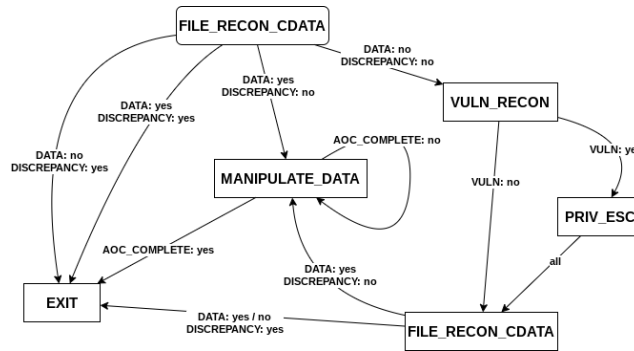 FILE_RECON_CDATA
DATA: no
DISCREPANCY: no
DATA: yes
DISCREPANCY: no
VULN_RECON
DATA: yes
DISCREPANCY: yes
AOC_COMPLETE: no
DATA: no
DISCREPANCY: yes
VULN: ye
MANIPULATE_DATA
VULN: no
PRIV_ESC
AOC_COMPLETE: yes
all
DATA: yes
DISCREPANCY: no
EXIT
DATA: yes / no
DISCREPANCY: yes
FILE_RECON_CDATA